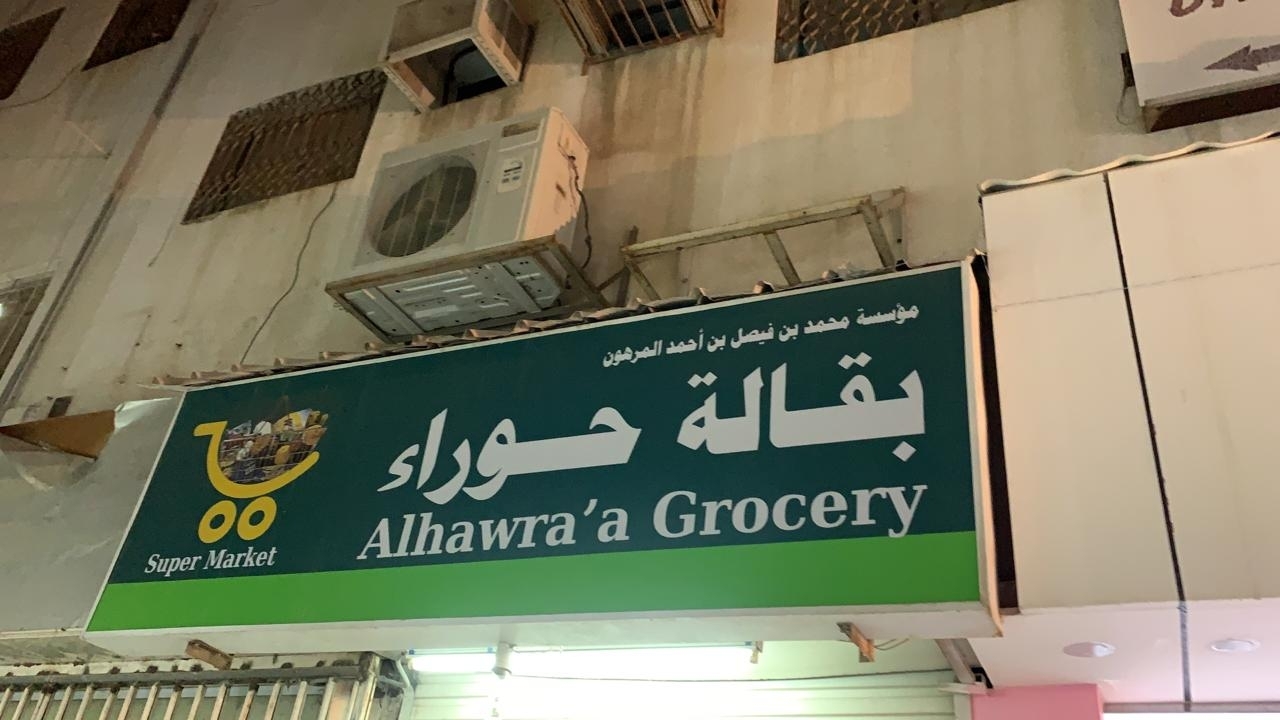 مؤسسة محمد بن فيصل بن أحمد المرهون
بقالة حوراء
Alhawra’a Grocery
Super Market